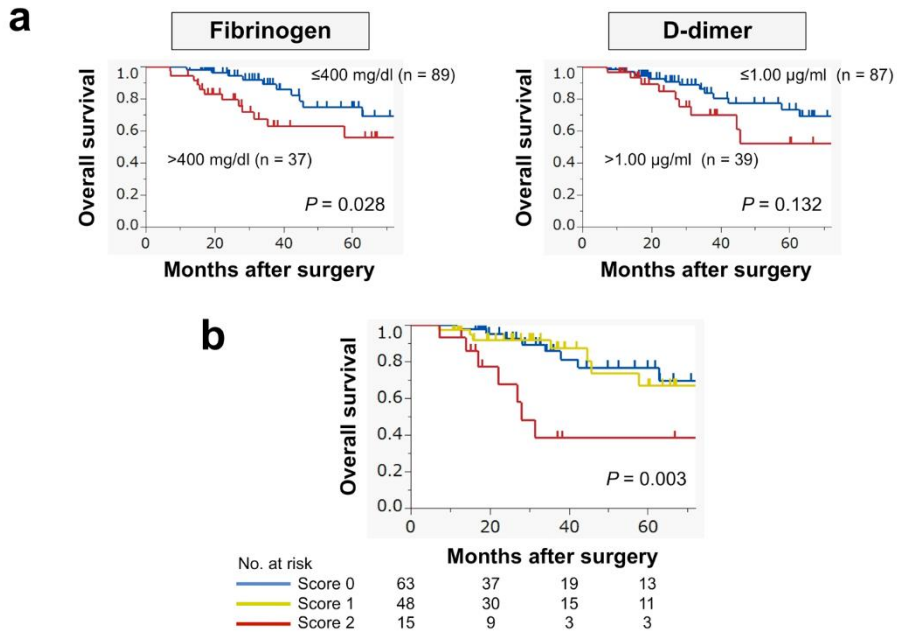 a
Fibrinogen
D-dimer
Overall survival
1.0
0.8
0.6
0.4
0.2
0.0
≤400 mg/dl (n = 89)
>400 mg/dl (n = 37)
P = 0.028
0 20 40 60
Months after surgery
Overall survival
1.0
0.8
0.6
0.4
0.2
0.0
≤1.00 µg/ml (n = 87)
>1.00 µg/ml (n = 39)
P = 0.132
0 20 40 60
Months after surgery
b
Overall survival
1.0
0.8
0.6
0.4
0.2
0.0
P = 0.003
0 20 40 60
Months after surgery
No. at risk
Score 0 63 37 19 13
Score 1 48 30 15 11
Score 2 15 9 3 3